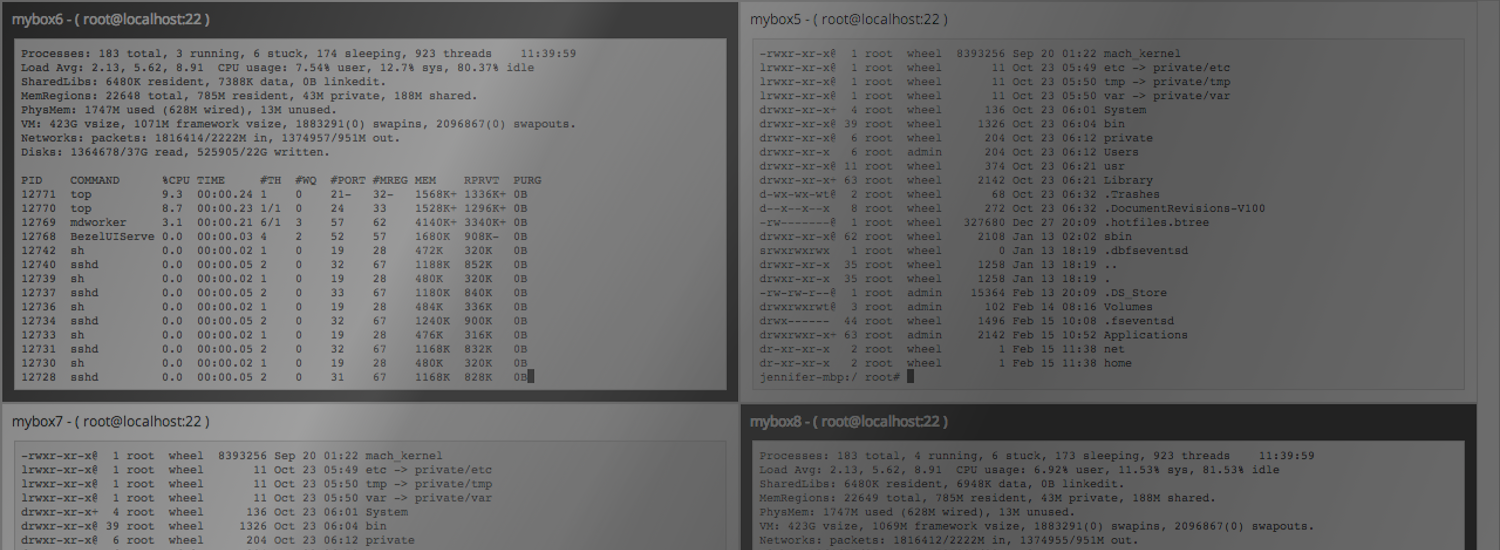 mybox6 - ( root@localhost:22 )
Processes: 183 total, 3 running, 6 stuck, 174 sleeping, 923 threads 11:39:59
Load Avg: 2.13, 5.62, 8.91 CPU usage: 7.54% user, 12.7% sys, 80.37% idle
SharedLibs: 6480K resident, 7388K data, 0B linkedit.
MemRegions: 22648 total, 785M resident, 43M private, 188M shared.
PhysMem: 1747M used (628M wired), 13M unused.
VM: 423G vsize, 1071M framework vsize, 1883291(0) swapins, 2096867(0) swapouts.
Networks: packets: 1816414/2222M in, 1374957/951M out.
Disks: 1364678/37G read, 525905/22G written.
PID COMMAND %CPU TIME #TH #WQ #PORT #MREG MEM RPRVT PURG
12771 top 9.3 00:00.24 1 0 21- 32- 1568K+ 1336K+ 0B
12770 top 8.7 00:00.23 1/1 0 24 33 1528K+ 1296K+ 0B
12769 mdworker 3.1 00:00.21 6/1 3 57 62 4140K+ 3340K+ 0B
12768 BezelUIServe 0.0 00:00.03 4 2 52 57 1680K 908K- 0B
12742 sh 0.0 00:00.02 1 0 19 28 472K 320K 0B
12740 sshd 0.0 00:00.05 2 0 32 67 1188K 852K 0B
12739 sh 0.0 00:00.02 1 0 19 28 480K 320K 0B
12737 sshd 0.0 00:00.05 2 0 33 67 1180K 840K 0B
12736 sh 0.0 00:00.02 1 0 19 28 484K 336K 0B
12734 sshd 0.0 00:00.05 2 0 32 67 1240K 900K 0B
12733 sh 0.0 00:00.02 1 0 19 28 476K 316K 0B
12731 sshd 0.0 00:00.05 2 0 32 67 1168K 832K 0B
12730 sh 0.0 00:00.02 1 0 19 28 480K 320K 0B
12728 sshd 0.0 00:00.05 2 0 31 67 1168K 828K 0B
mybox5 - ( root@localhost:22 )
-rwxr-xr-x@ 1 root wheel 8393256 Sep 20 01:22 mach_kernel
lrwxr-xr-x@ 1 root wheel 11 Oct 23 05:49 etc -> private/etc
lrwxr-xr-x@ 1 root wheel 11 Oct 23 05:50 tmp -> private/tmp
lrwxr-xr-x@ 1 root wheel 11 Oct 23 05:50 var -> private/var
drwxr-xr-x+ 4 root wheel 136 Oct 23 06:01 System
drwxr-xr-x@ 39 root wheel 1326 Oct 23 06:04 bin
drwxr-xr-x@ 6 root wheel 204 Oct 23 06:12 private
drwxr-xr-x 6 root admin 204 Oct 23 06:12 Users
drwxr-xr-x@ 11 root wheel 374 Oct 23 06:21 usr
drwxr-xr-x+ 63 root wheel 2142 Oct 23 06:21 Library
d-wx-wx-wt@ 2 root wheel 68 Oct 23 06:32 .Trashes
d--x--x--x 8 root wheel 272 Oct 23 06:32 .DocumentRevisions-V100
-rw-------@ 1 root wheel 327680 Dec 27 20:09 .hotfiles.btree
drwxr-xr-x@ 62 root wheel 2108 Jan 13 02:02 sbin
srwxrwxrwx 1 root wheel 0 Jan 13 18:19 .dbfseventsd
drwxr-xr-x 35 root wheel 1258 Jan 13 18:19 ..
drwxr-xr-x 35 root wheel 1258 Jan 13 18:19 .
-rw-rw-r--@ 1 root admin 15364 Feb 13 20:09 .DS_Store
drwxrwxrwt@ 3 root admin 102 Feb 14 08:16 Volumes
drwx------ 44 root wheel 1496 Feb 15 10:08 .fseventsd
drwxrwxr-x+ 63 root admin 2142 Feb 15 10:52 Applications
dr-xr-xr-x 2 root wheel 1 Feb 15 11:38 net
dr-xr-xr-x 2 root wheel 1 Feb 15 11:38 home
jennifer-mbp:/ root#
mybox7 - ( root@localhost:22 )
-rwxr-xr-x@ 1 root wheel 8393256 Sep 20 01:22 mach_kernel
lrwxr-xr-x@ 1 root wheel 11 Oct 23 05:49 etc -> private/etc
lrwxr-xr-x@ 1 root wheel 11 Oct 23 05:50 tmp -> private/tmp
lrwxr-xr-x@ 1 root wheel 11 Oct 23 05:50 var -> private/var
drwxr-xr-x+ 4 root wheel 136 Oct 23 06:01 System
drwxr-xr-x@ 39 root wheel 1326 Oct 23 06:04 bin
drwxr-xr-x@ 6 root wheel 204 Oct 23 06:12 private
mybox8 - ( root@localhost:22 )
Processes: 183 total, 4 running, 6 stuck, 173 sleeping, 923 threads 11:39:59
Load Avg: 2.13, 5.62, 8.91 CPU usage: 6.92% user, 11.53% sys, 81.53% idle
SharedLibs: 6480K resident, 6948K data, 0B linkedit.
MemRegions: 22649 total, 785M resident, 43M private, 188M shared.
PhysMem: 1747M used (628M wired), 13M unused.
VM: 423G vsize, 1069M framework vsize, 1883291(0) swapins, 2096867(0) swapouts.
Networks: packets: 1816412/2222M in, 1374955/951M out.